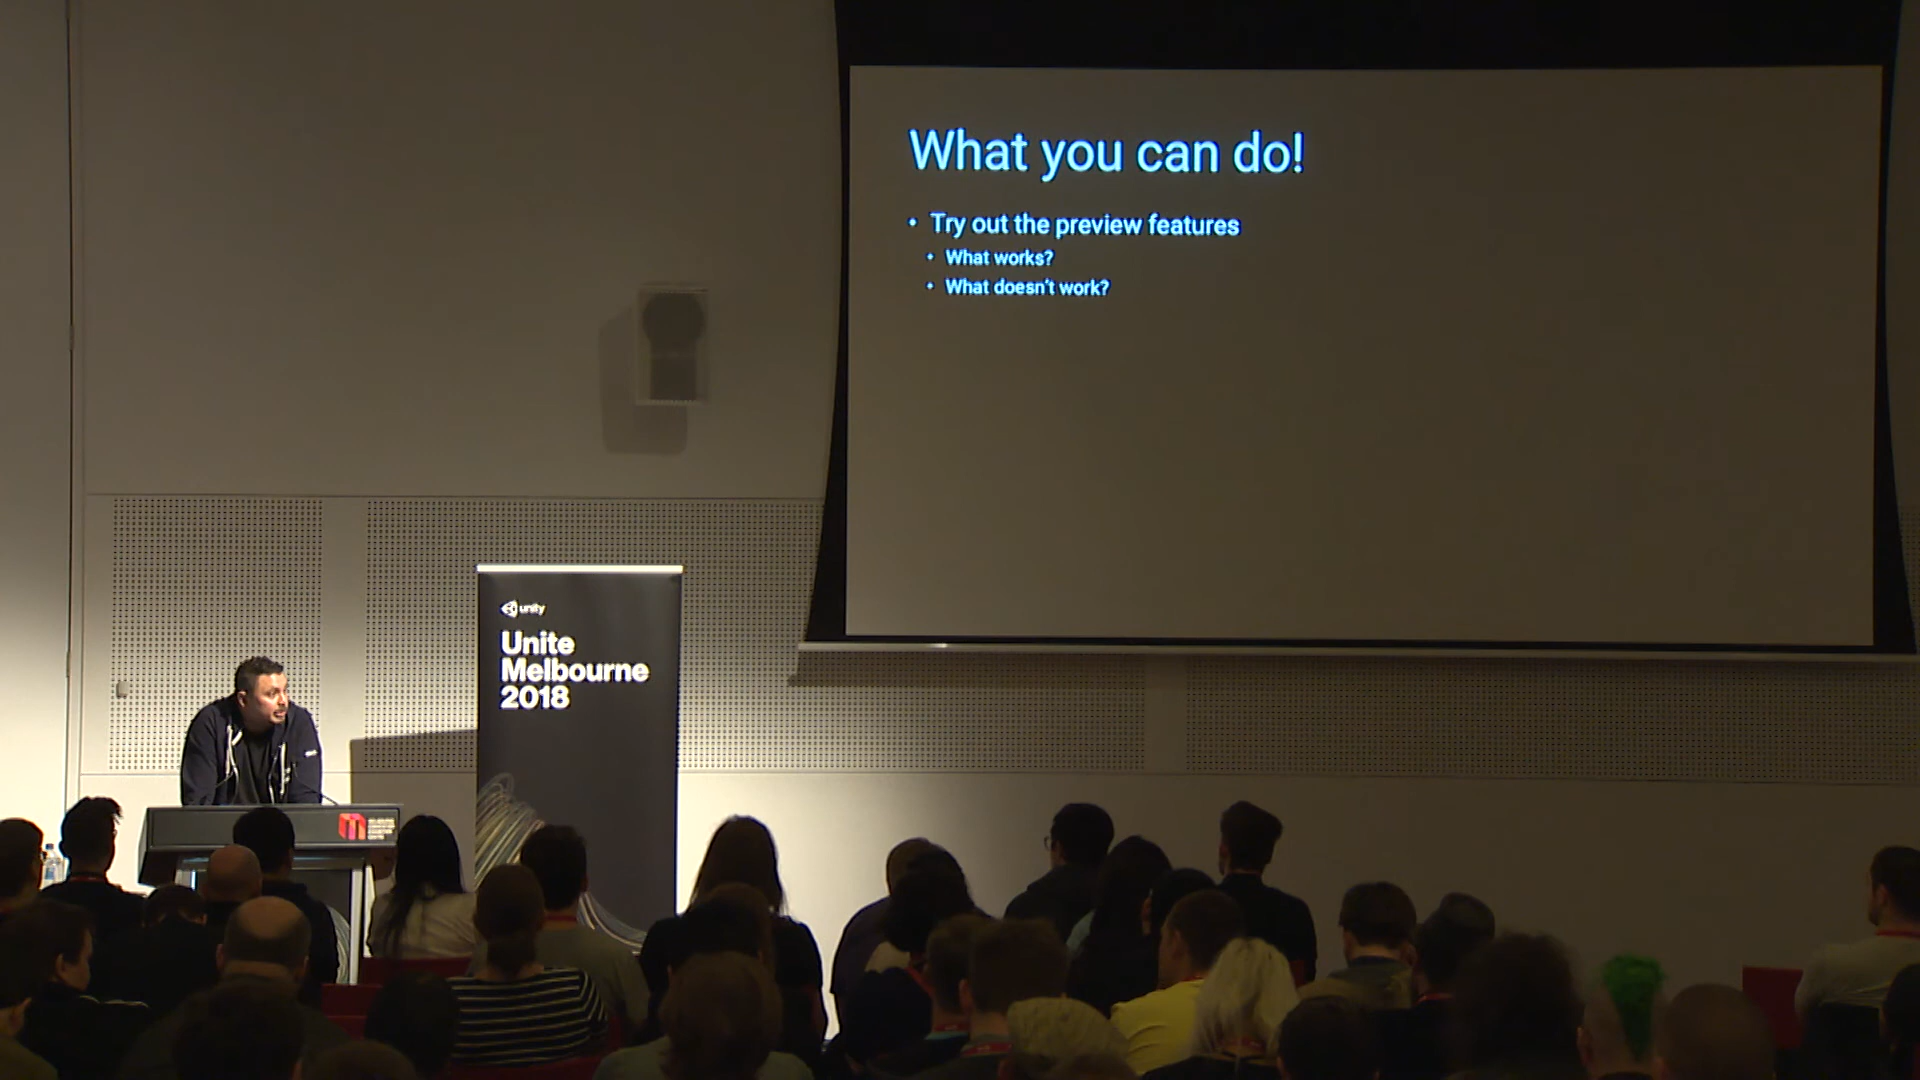 What you can do!
• Try out the preview features
• What works?
• What doesn't work?
unity
Unite
Melbourne
2018